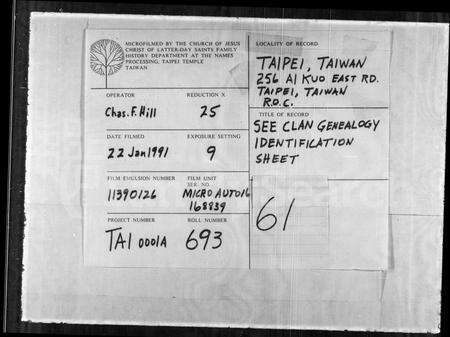 MICROFILMED BY THE CHURCH OF JESUS
CHRIST OF LATTER-DAY SAINTS FAMILY
HISTORY DEPARTMENT AT THE NAMES
PROCESSING, TAIPEI TEMPLE
TAIWAN
OPERATOR
REDUCTION X
Chas. F. Hill
25
DATE FILMED
EXPOSURE SETTING
22 Jan 1991
9
FILM EMULSION NUMBER
FILM UNIT
SER. NO.
11390126
MICRO AUTO16
168839
PROJECT NUMBER
ROLL NUMBER
TAI 0001A
693
LOCALITY OF RECORD
TAIPEI, TAIWAN
256 AI KUO EAST RD.
TAIPEI, TAIWAN
R.O.C.
TITLE OF RECORD
SEE CLAN GENEALOGY
IDENTIFICATION
SHEET
61